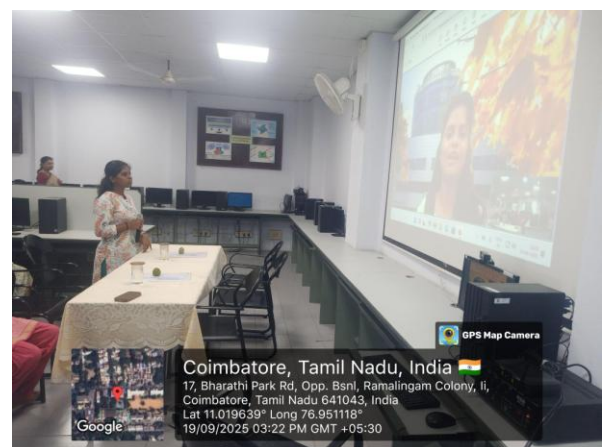 GPS Map Camera
Coimbatore, Tamil Nadu, India
17, Bharathi Park Rd, Opp. Bsnl, Ramalingam Colony, Ii,
Coimbatore, Tamil Nadu 641043, India
Lat 11.019639° Long 76.951118°
19/09/2025 03:22 PM GMT +05:30
Google